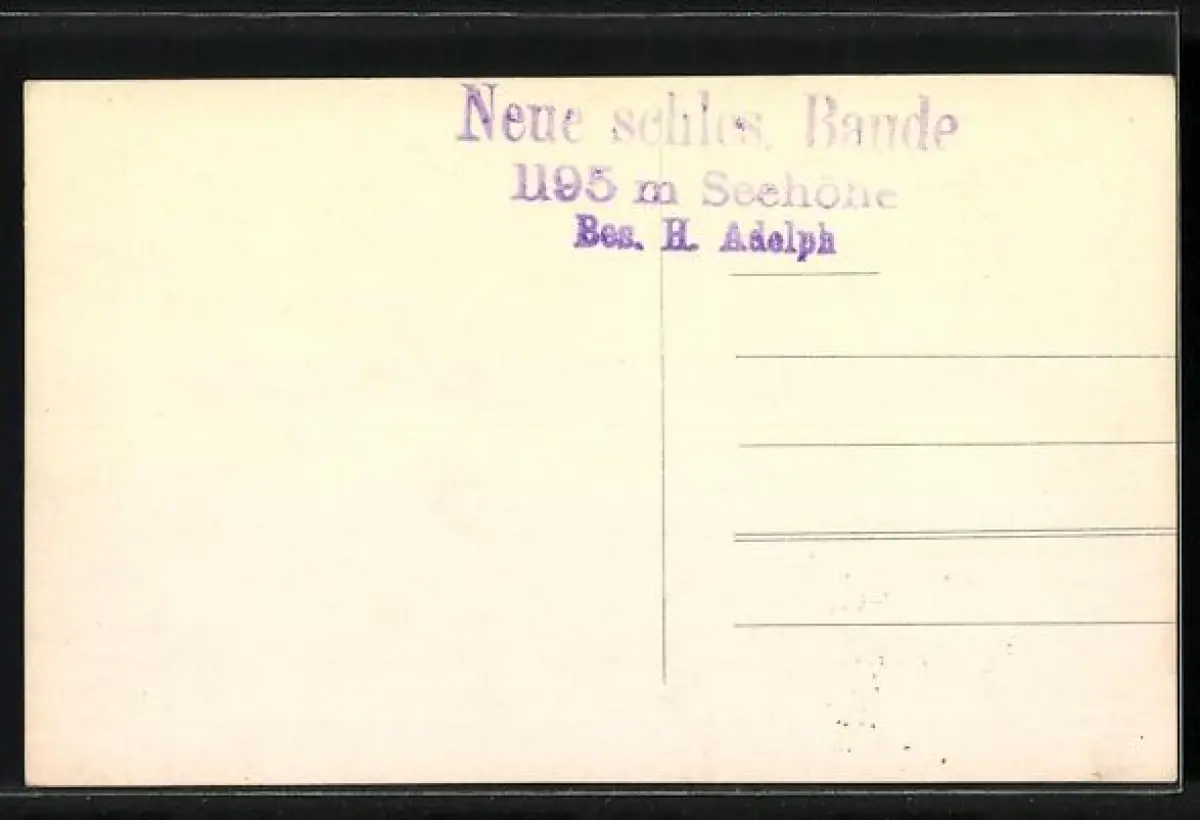 Neue schles. Baude
1195 m Seehöhe
Bes. H. Adolph